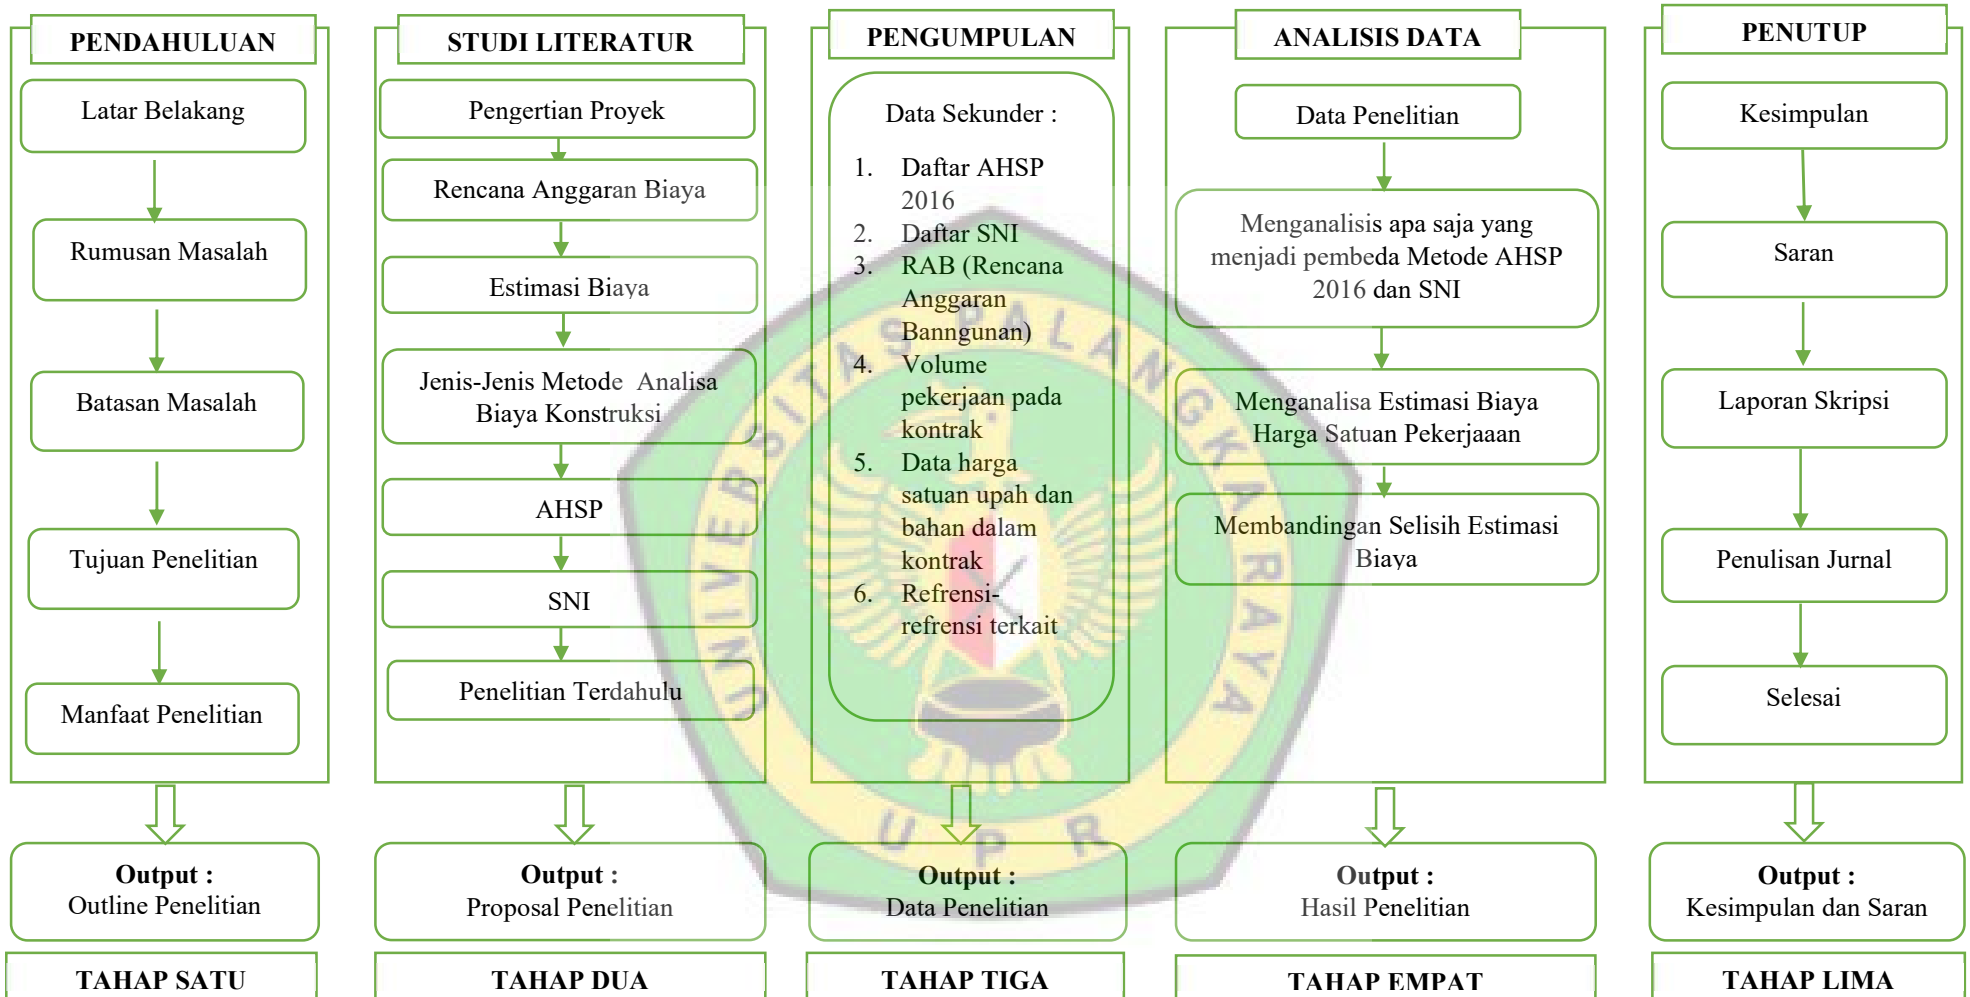 PENDAHULUAN
Latar Belakang
Rumusan Masalah
Batasan Masalah
Tujuan Penelitian
Manfaat Penelitian
Output :
Outline Penelitian
TAHAP SATU
STUDI LITERATUR
Pengertian Proyek
Rencana Anggaran Biaya
Estimasi Biaya
Jenis-Jenis Metode Analisa
Biaya Konstruksi
AHSP
SNI
Penelitian Terdahulu
Output :
Proposal Penelitian
TAHAP DUA
PENGUMPULAN
Data Sekunder :
1. Daftar AHSP
2016
2. Daftar SNI
3. RAB (Rencana
Anggaran
Banngunan)
4. Volume
pekerjaan pada
kontrak
5. Data harga
satuan upah dan
bahan dalam
kontrak
6. Refrensi-
refrensi terkait
Output :
Data Penelitian
TAHAP TIGA
ANALISIS DATA
Data Penelitian
Menganalisis apa saja yang
menjadi pembeda Metode AHSP
2016 dan SNI
Menganalisa Estimasi Biaya
Harga Satuan Pekerjaaan
Membandingan Selisih Estimasi
Biaya
Output :
Hasil Penelitian
TAHAP EMPAT
PENUTUP
Kesimpulan
Saran
Laporan Skripsi
Penulisan Jurnal
Selesai
Output :
Kesimpulan dan Saran
TAHAP LIMA
UNIVERSITAS PALANGKA RAYA
UPR